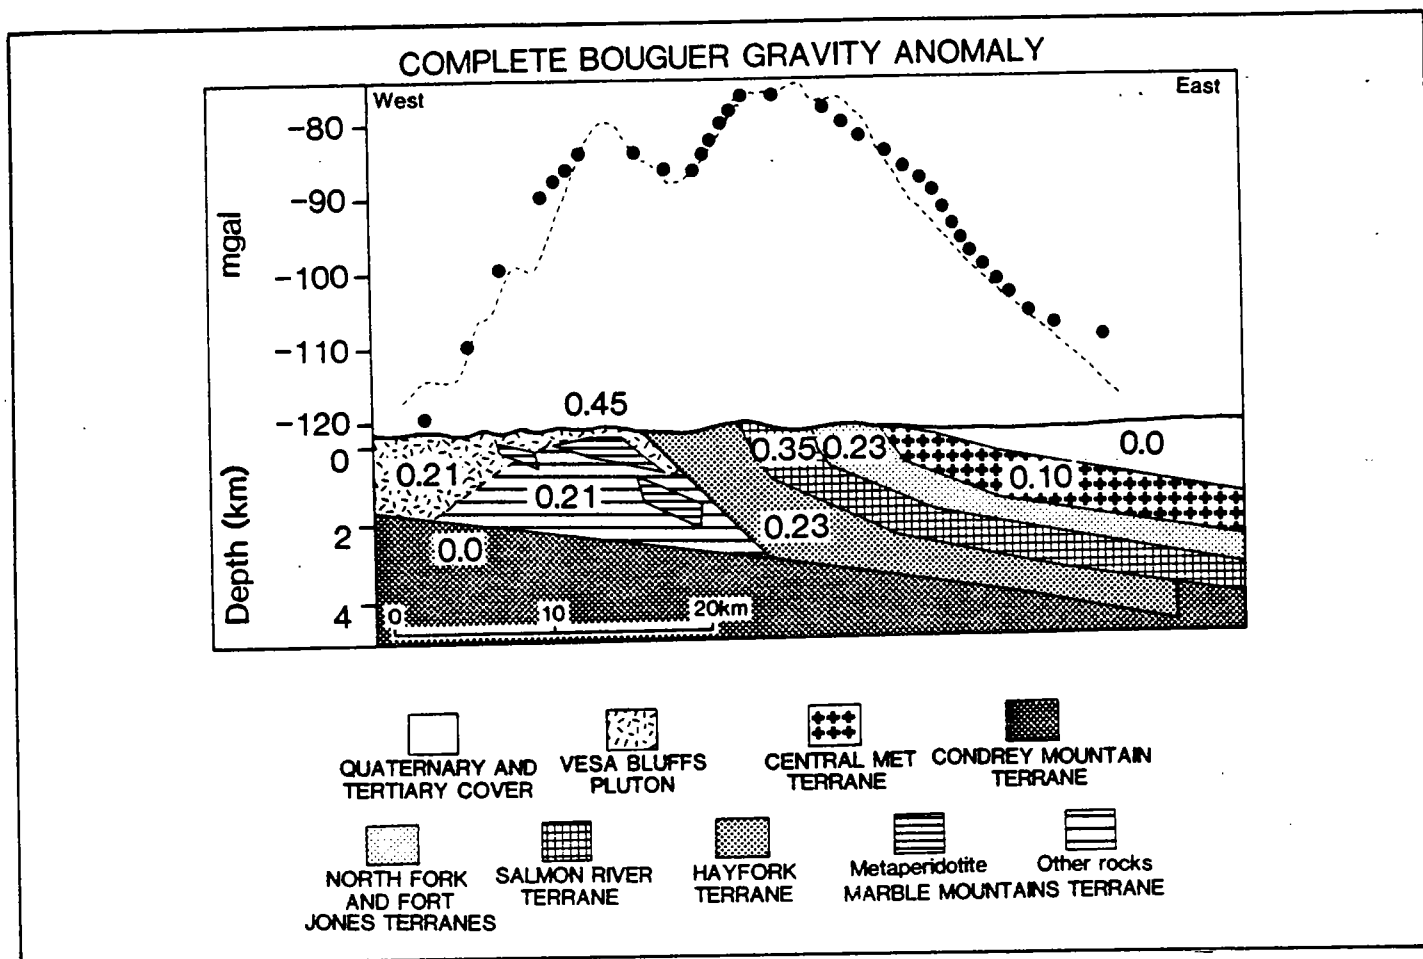 COMPLETE BOUGUER GRAVITY ANOMALY
West
East
mgal
−80
−90
−100
−110
−120
Depth (km)
0
2
4
0.45
0.21
0.21
0.0
0.35
0.23
0.23
0.10
0.0
0
10
20km
QUATERNARY AND
TERTIARY COVER
VESA BLUFFS
PLUTON
CENTRAL MET
TERRANE
CONDREY MOUNTAIN
TERRANE
NORTH FORK
AND FORT
JONES TERRANES
SALMON RIVER
TERRANE
HAYFORK
TERRANE
Metaperidotite
Other rocks
MARBLE MOUNTAINS TERRANE